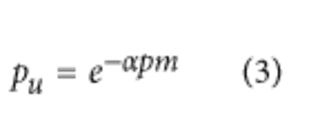 p_u = e^{-αpm} (3)